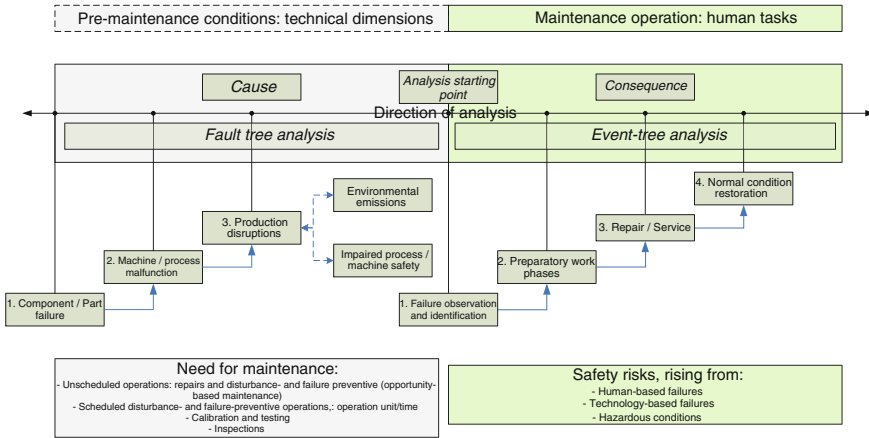 Pre-maintenance conditions: technical dimensions
Maintenance operation: human tasks
Cause
Analysis starting
point
Consequence
Direction of analysis
Fault tree analysis
Event-tree analysis
4. Normal condition
restoration
Environmental
emissions
3. Production
disruptions
3. Repair / Service
Impaired process /
machine safety
2. Machine / process
malfunction
2. Preparatory work
phases
1. Component / Part
failure
1. Failure observation
and identification
Need for maintenance:
- Unscheduled operations: repairs and disturbance- and failure preventive (opportunity-
based maintenance)
- Scheduled disturbance- and failure-preventive operations,: operation unit/time
- Calibration and testing
- Inspections
Safety risks, rising from:
- Human-based failures
- Technology-based failures
- Hazardous conditions